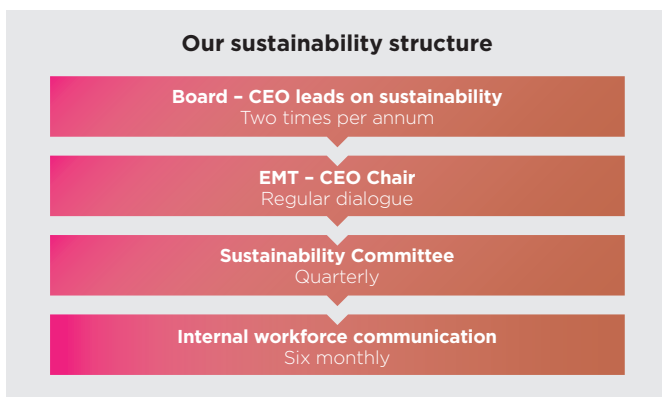 Our sustainability structure
Board – CEO leads on sustainability
Two times per annum
EMT – CEO Chair
Regular dialogue
Sustainability Committee
Quarterly
Internal workforce communication
Six monthly